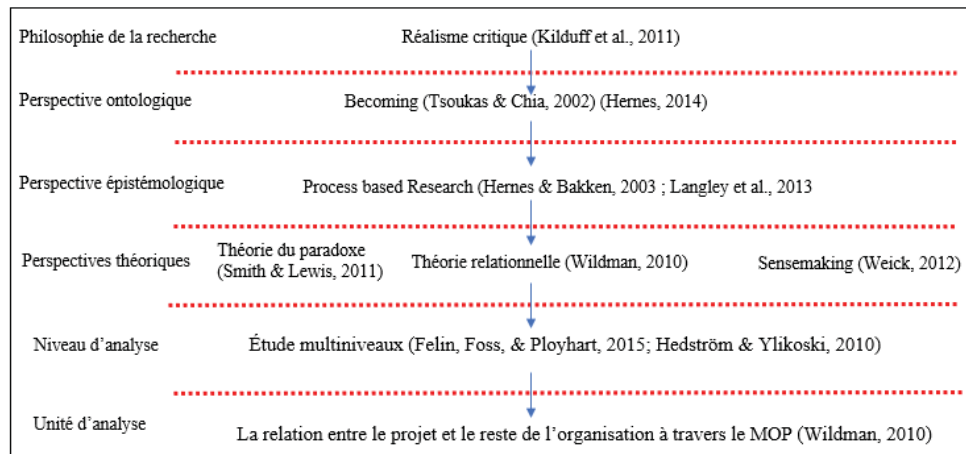 Philosophie de la recherche Réalisme critique (Kilduff et al., 2011)
Perspective ontologique Becoming (Tsoukas & Chia, 2002) (Hernes, 2014)
Perspective épistémologique Process based Research (Hernes & Bakken, 2003 ; Langley et al., 2013
Perspectives théoriques
Théorie du paradoxe
(Smith & Lewis, 2011)
Théorie relationnelle (Wildman, 2010)
Sensemaking (Weick, 2012)
Niveau d’analyse Étude multiniveaux (Felin, Foss, & Ployhart, 2015; Hedström & Ylikoski, 2010)
Unité d’analyse
La relation entre le projet et le reste de l’organisation à travers le MOP (Wildman, 2010)